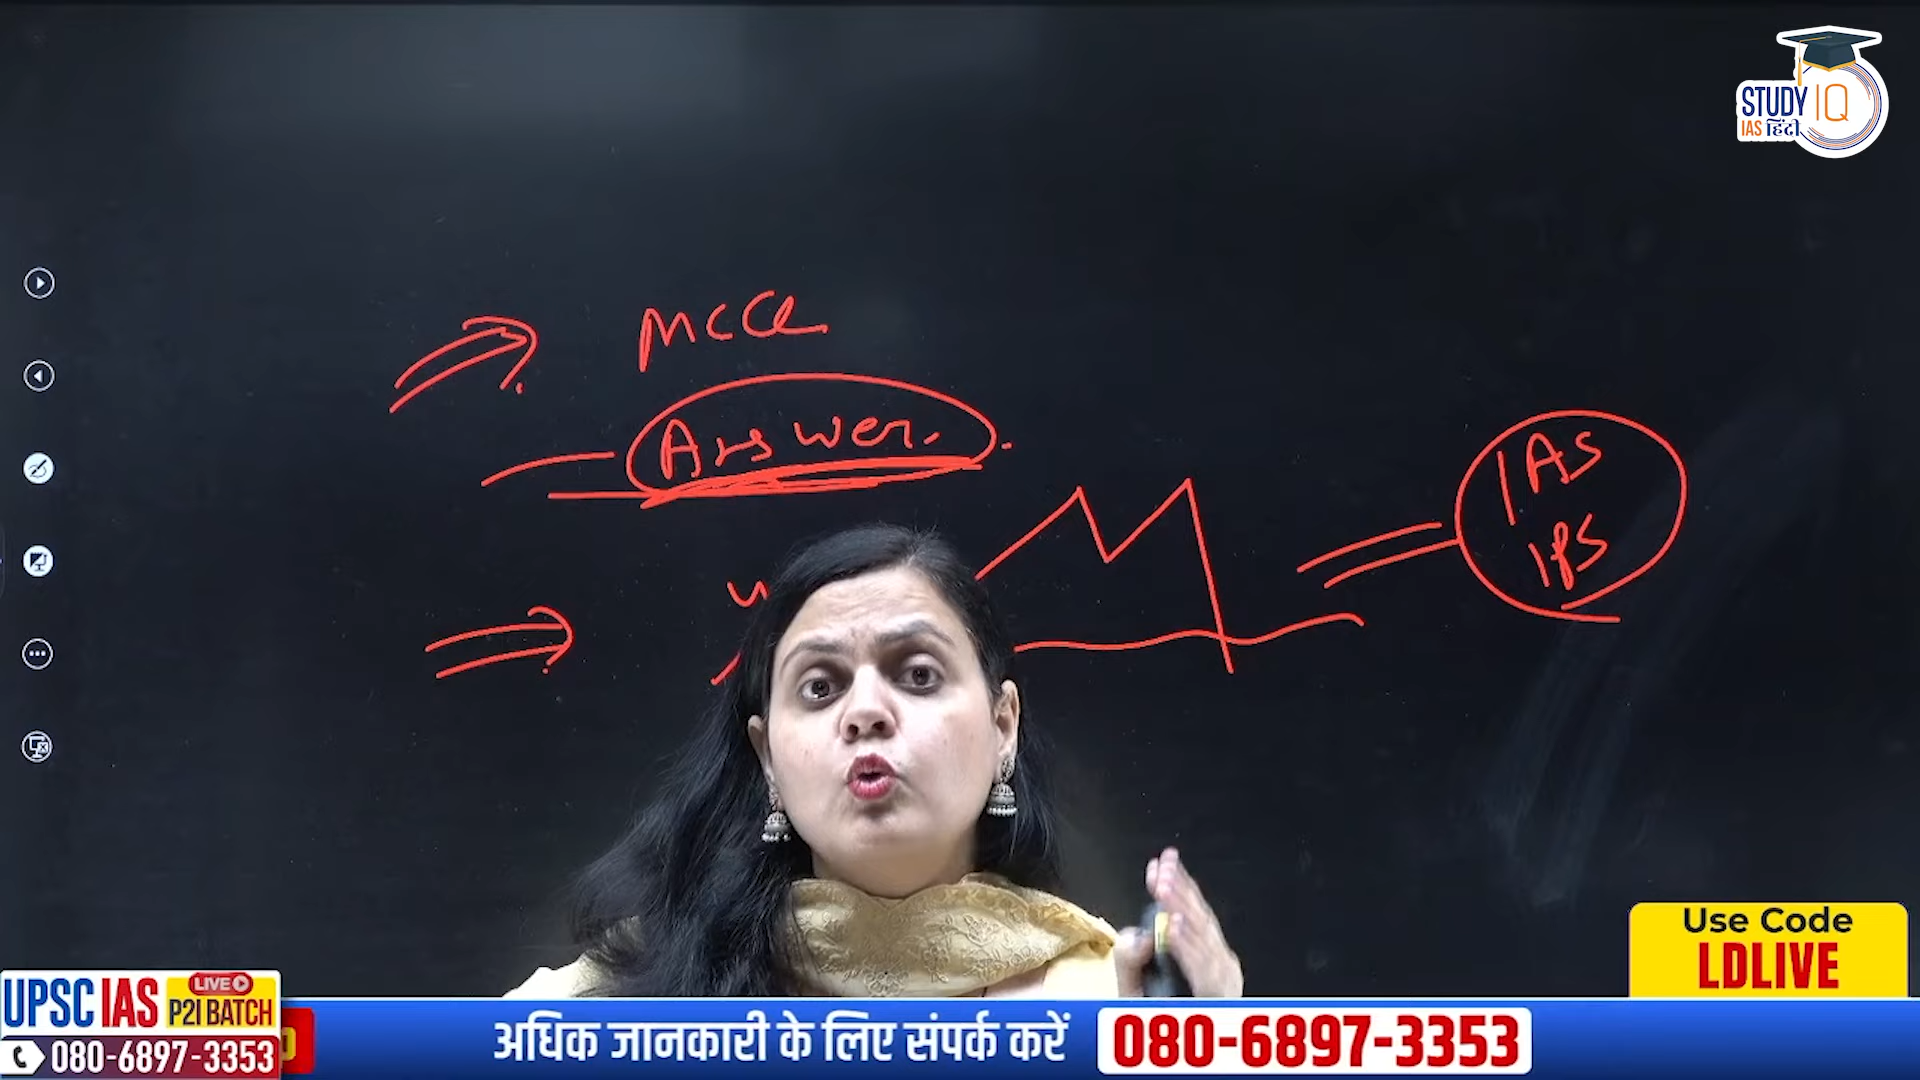 STUDY IQ
IAS हिंदी
MCQ
Answer.
IAS
IPS
Use Code
LDLIVE
LIVE
UPSC IAS P2I BATCH
080-6897-3353
अधिक जानकारी के लिए संपर्क करें 080-6897-3353